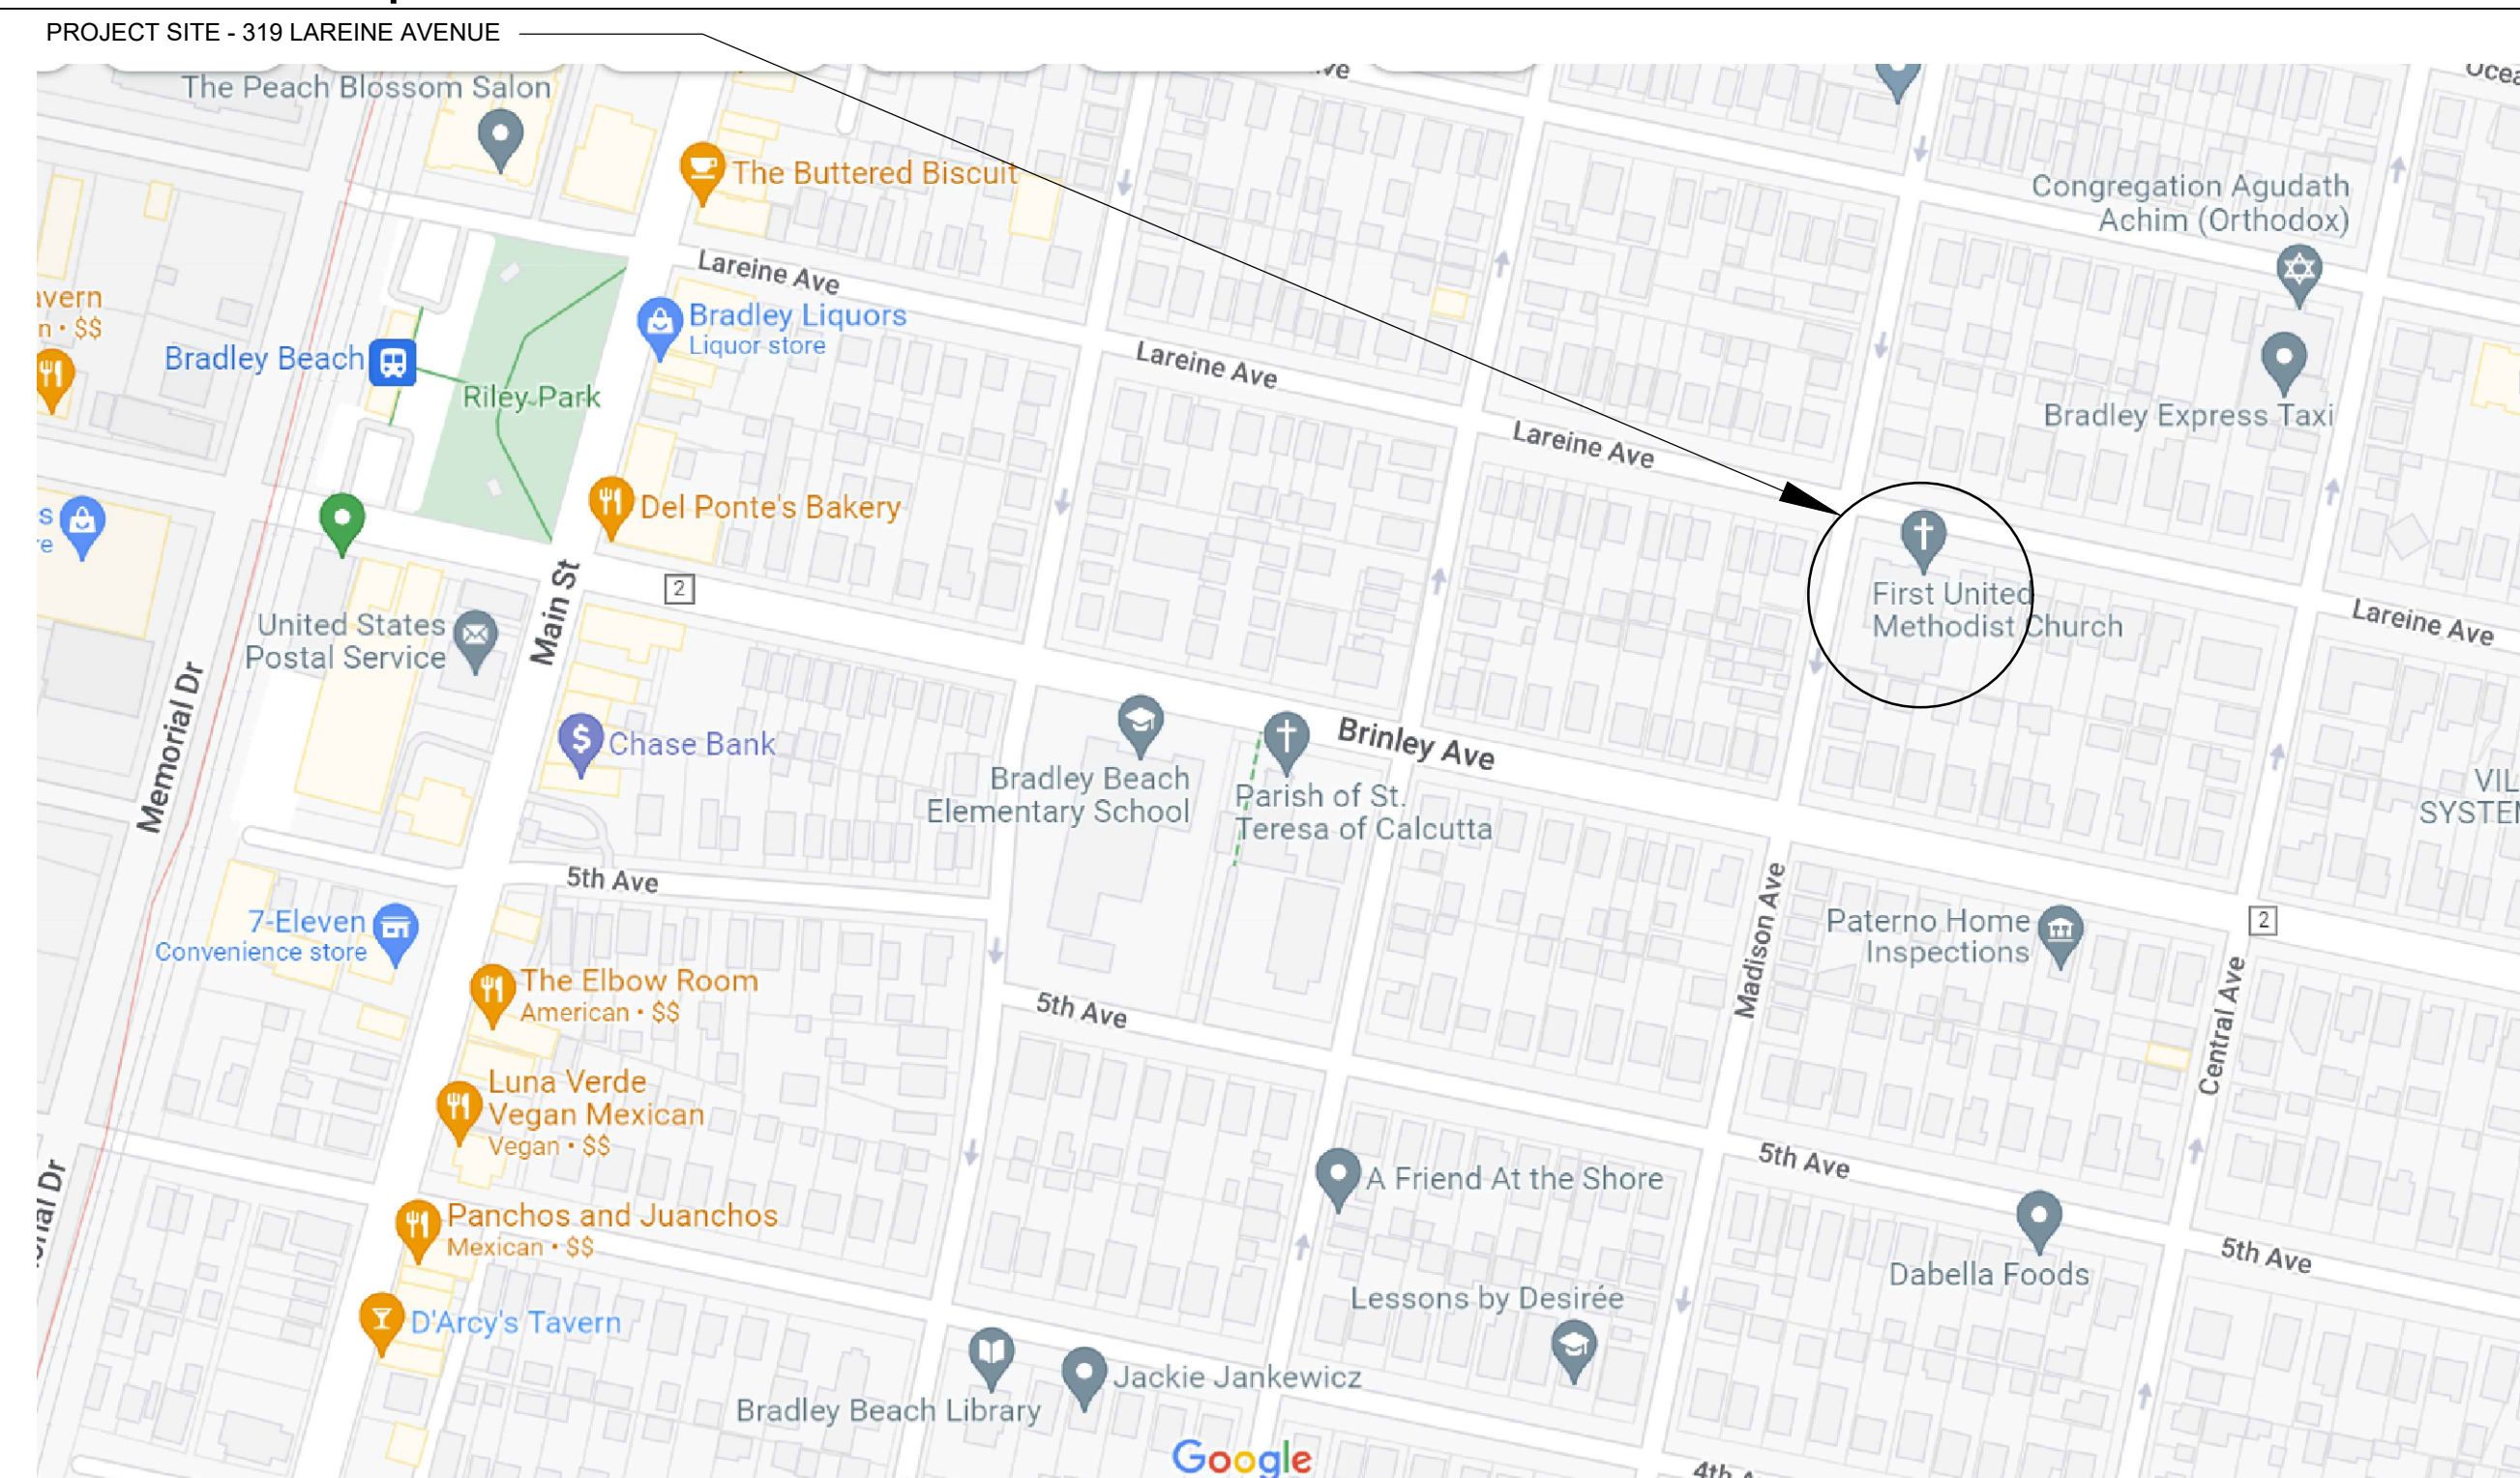 PROJECT SITE - 319 LAREINE AVENUE
The Peach Blossom Salon
The Buttered Biscuit
Congregation Agudath
Achim (Orthodox)
Lareine Ave
Bradley Liquors
Liquor store
n • $$
Bradley Beach
Riley Park
Lareine Ave
Bradley Express Taxi
Lareine Ave
Del Ponte's Bakery
2
First United
Methodist Church
Lareine Ave
United States
Postal Service
Main St
Memorial Dr
Chase Bank
Brinley Ave
Bradley Beach
Elementary School
Parish of St.
Teresa of Calcutta
5th Ave
7-Eleven
Convenience store
Madison Ave
Paterno Home
Inspections
2
The Elbow Room
American • $$
5th Ave
Central Ave
Luna Verde
Vegan Mexican
Vegan • $$
5th Ave
A Friend At the Shore
Panchos and Juanchos
Mexican • $$
Dabella Foods
5th Ave
Lessons by Desirée
D'Arcy's Tavern
Jackie Jankewicz
Bradley Beach Library
Google
4th